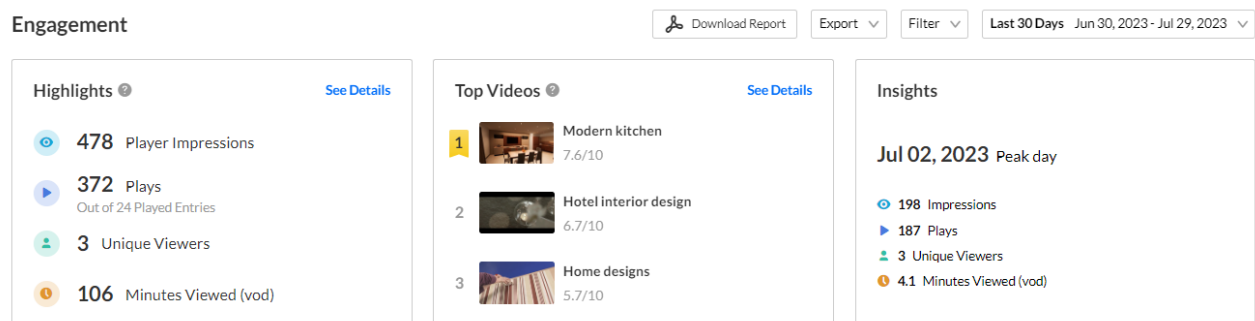 Engagement
Download Report
Export
Filter
Last 30 Days Jun 30, 2023 - Jul 29, 2023
Highlights
See Details
478 Player Impressions
372 Plays
Out of 24 Played Entries
3 Unique Viewers
106 Minutes Viewed (vod)
Top Videos
See Details
1
Modern kitchen
7.6/10
2
Hotel interior design
6.7/10
3
Home designs
5.7/10
Insights
Jul 02, 2023 Peak day
198 Impressions
187 Plays
3 Unique Viewers
4.1 Minutes Viewed (vod)